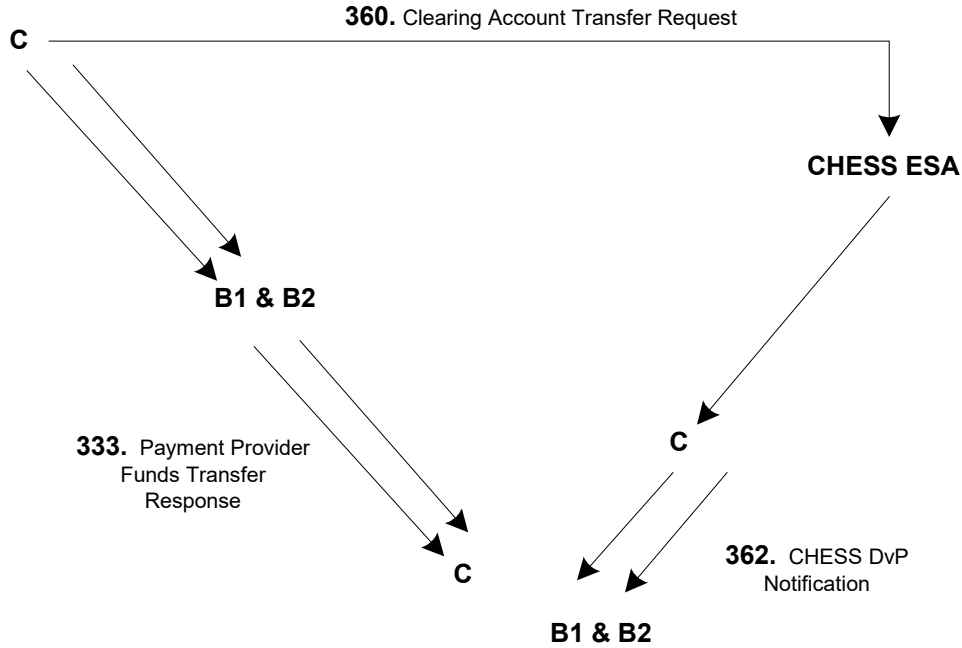 360. Clearing Account Transfer Request
C
CHESS ESA
B1 & B2
333. Payment Provider
Funds Transfer
Response
C
362. CHESS DvP
Notification
C
B1 & B2